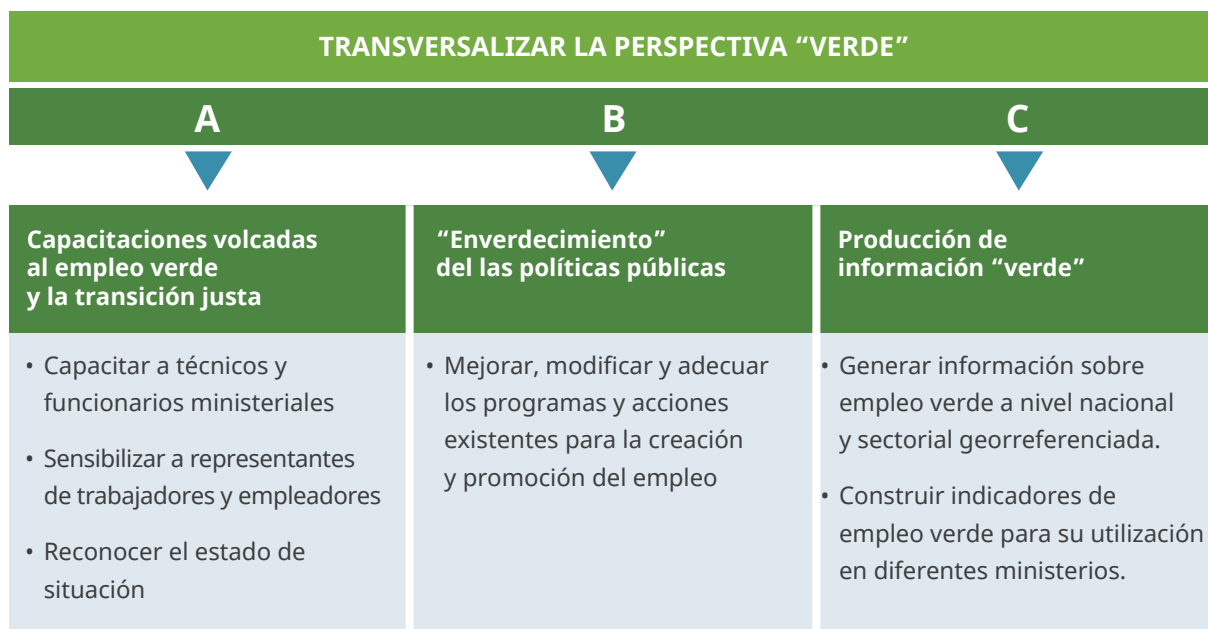 TRANSVERSALIZAR LA PERSPECTIVA “VERDE”
A
B
C
Capacitaciones volcadas
al empleo verde
y la transición justa
• Capacitar a técnicos y
funcionarios ministeriales
• Sensibilizar a representantes
de trabajadores y empleadores
• Reconocer el estado de
situación
“Enverdecimiento”
del las políticas públicas
• Mejorar, modificar y adecuar
los programas y acciones
existentes para la creación
y promoción del empleo
Producción de
información “verde”
• Generar información sobre
empleo verde a nivel nacional
y sectorial georreferenciada.
• Construir indicadores de
empleo verde para su utilización
en diferentes ministerios.